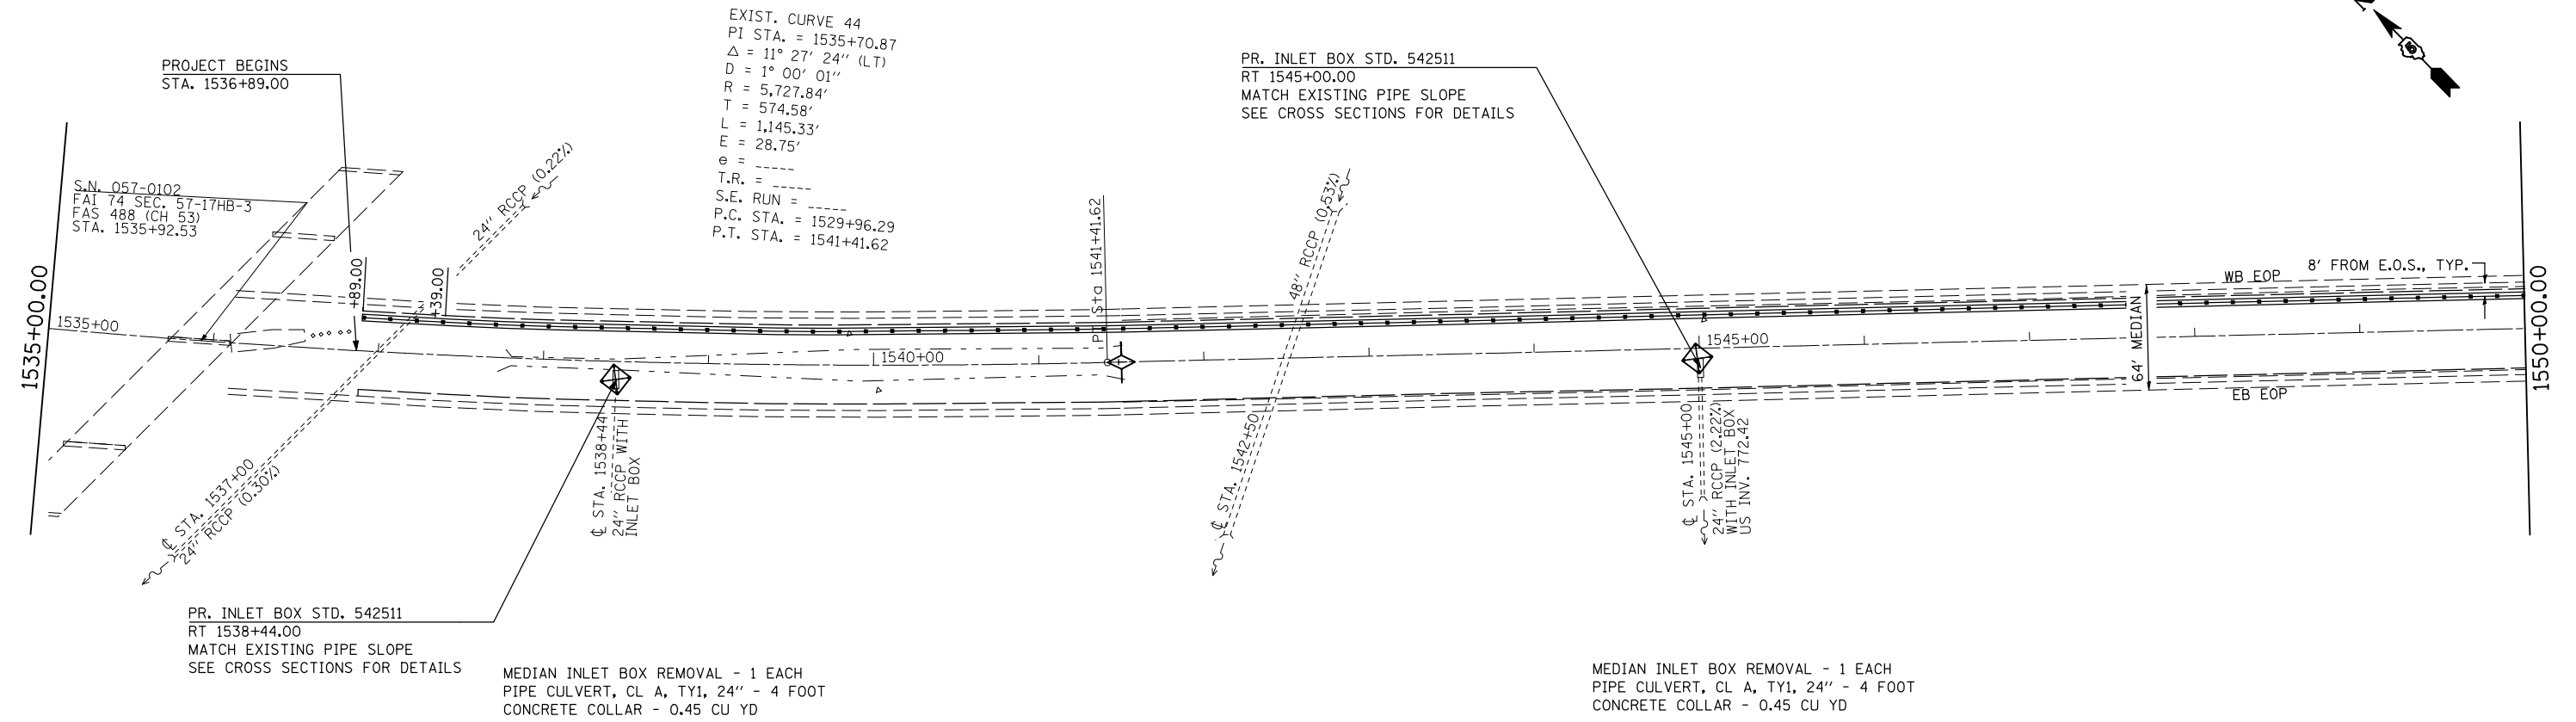 EXIST. CURVE 44
PI STA. = 1535+70.87
Δ = 11° 27' 24" (LT)
D = 1° 00' 01"
R = 5,727.84'
T = 574.58'
L = 1,145.33'
E = 28.75'
e = _____
T.R. = _____
S.E. RUN = _____
P.C. STA. = 1529+96.29
P.T. STA. = 1541+41.62
PROJECT BEGINS
STA. 1536+89.00
PR. INLET BOX STD. 542511
RT 1545+00.00
MATCH EXISTING PIPE SLOPE
SEE CROSS SECTIONS FOR DETAILS
S.N. 057-0102
FAI 74 SEC. 57-17HB-3
FAS 488 (CH 53)
STA. 1535+92.53
24" RCCP (0.22%)
1535+00.00
1535+00
+89.00
+39.00
1540+00
PT Sta 1541+41.62
48" RCCP (0.53%)
1545+00
64' MEDIAN
WB EOP
8' FROM E.O.S., TYP.
EB EOP
1550+00.00
℄ STA. 1537+00
24" RCCP (0.30%)
℄ STA. 1538+44
24" RCCP WITH
INLET BOX
℄ STA. 1542+50
℄ STA. 1545+00
24" RCCP (2.22%)
WITH INLET BOX
US INV. 772.42
PR. INLET BOX STD. 542511
RT 1538+44.00
MATCH EXISTING PIPE SLOPE
SEE CROSS SECTIONS FOR DETAILS
MEDIAN INLET BOX REMOVAL - 1 EACH
PIPE CULVERT, CL A, TY1, 24" - 4 FOOT
CONCRETE COLLAR - 0.45 CU YD
MEDIAN INLET BOX REMOVAL - 1 EACH
PIPE CULVERT, CL A, TY1, 24" - 4 FOOT
CONCRETE COLLAR - 0.45 CU YD